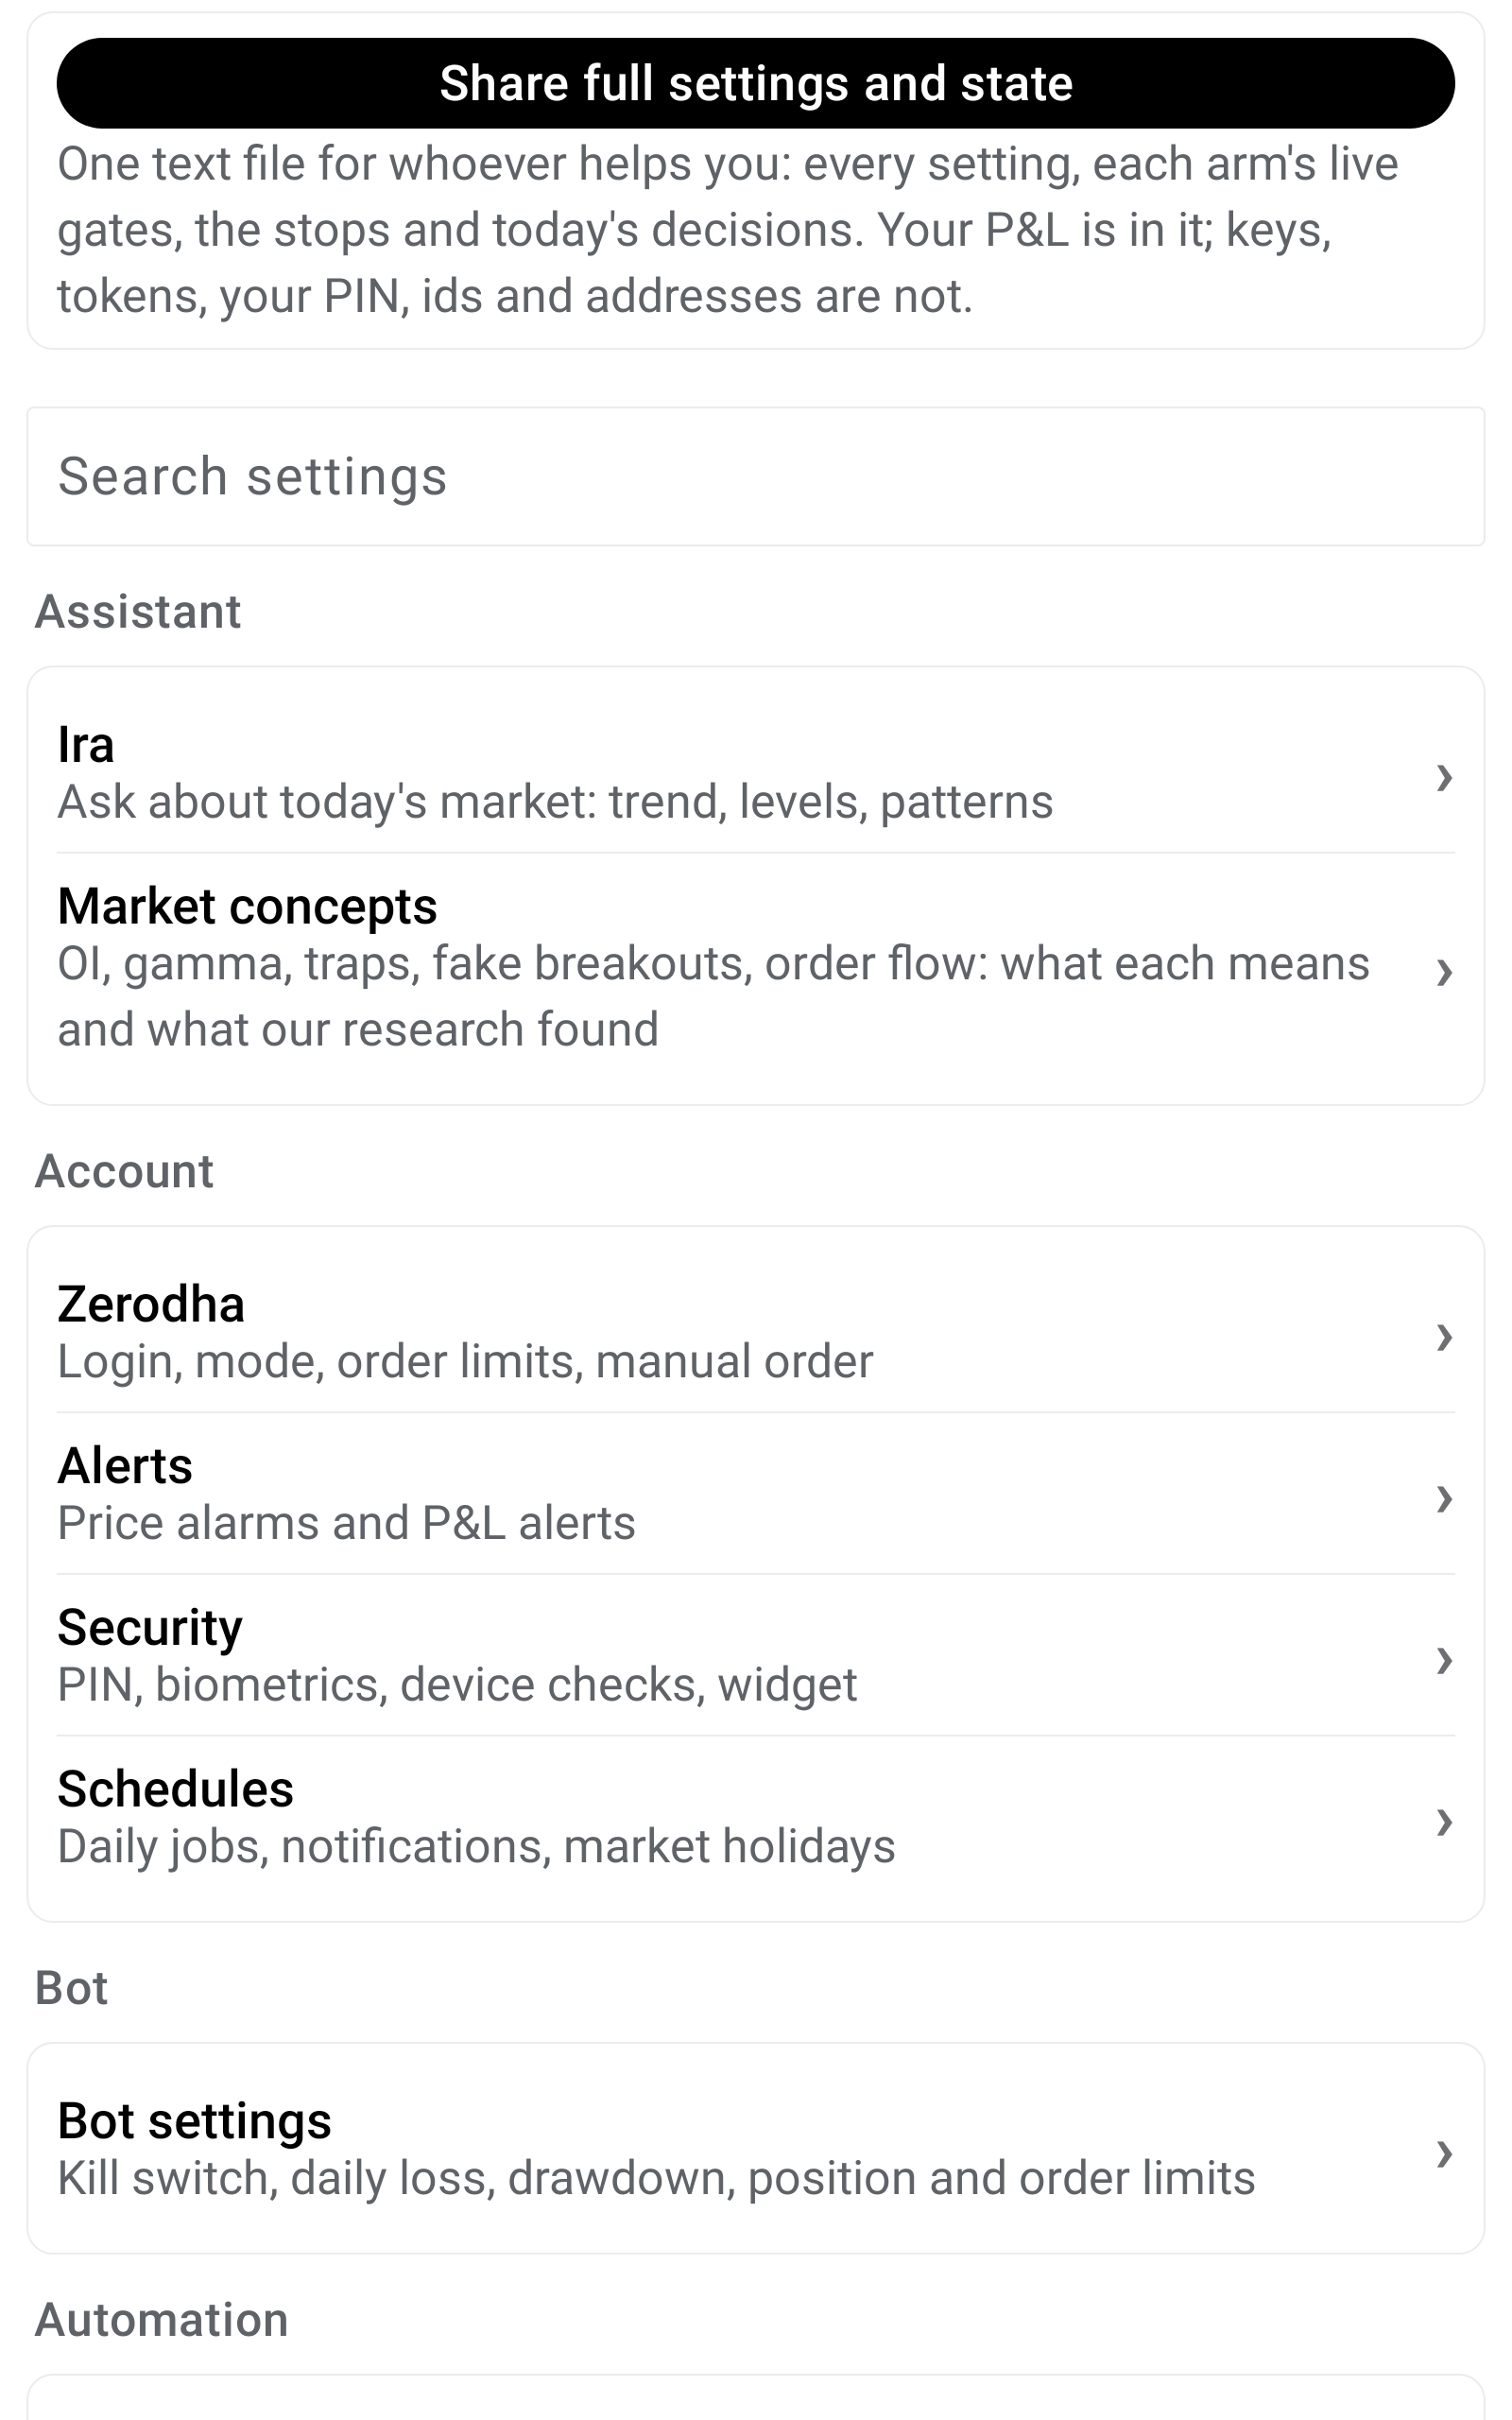 Share full settings and state
One text file for whoever helps you: every setting, each arm's live
gates, the stops and today's decisions. Your P&L is in it; keys,
tokens, your PIN, ids and addresses are not.
Search settings
Assistant
Ira
Ask about today's market: trend, levels, patterns
›
Market concepts
OI, gamma, traps, fake breakouts, order flow: what each means
and what our research found
›
Account
Zerodha
Login, mode, order limits, manual order
›
Alerts
Price alarms and P&L alerts
›
Security
PIN, biometrics, device checks, widget
›
Schedules
Daily jobs, notifications, market holidays
›
Bot
Bot settings
Kill switch, daily loss, drawdown, position and order limits
›
Automation